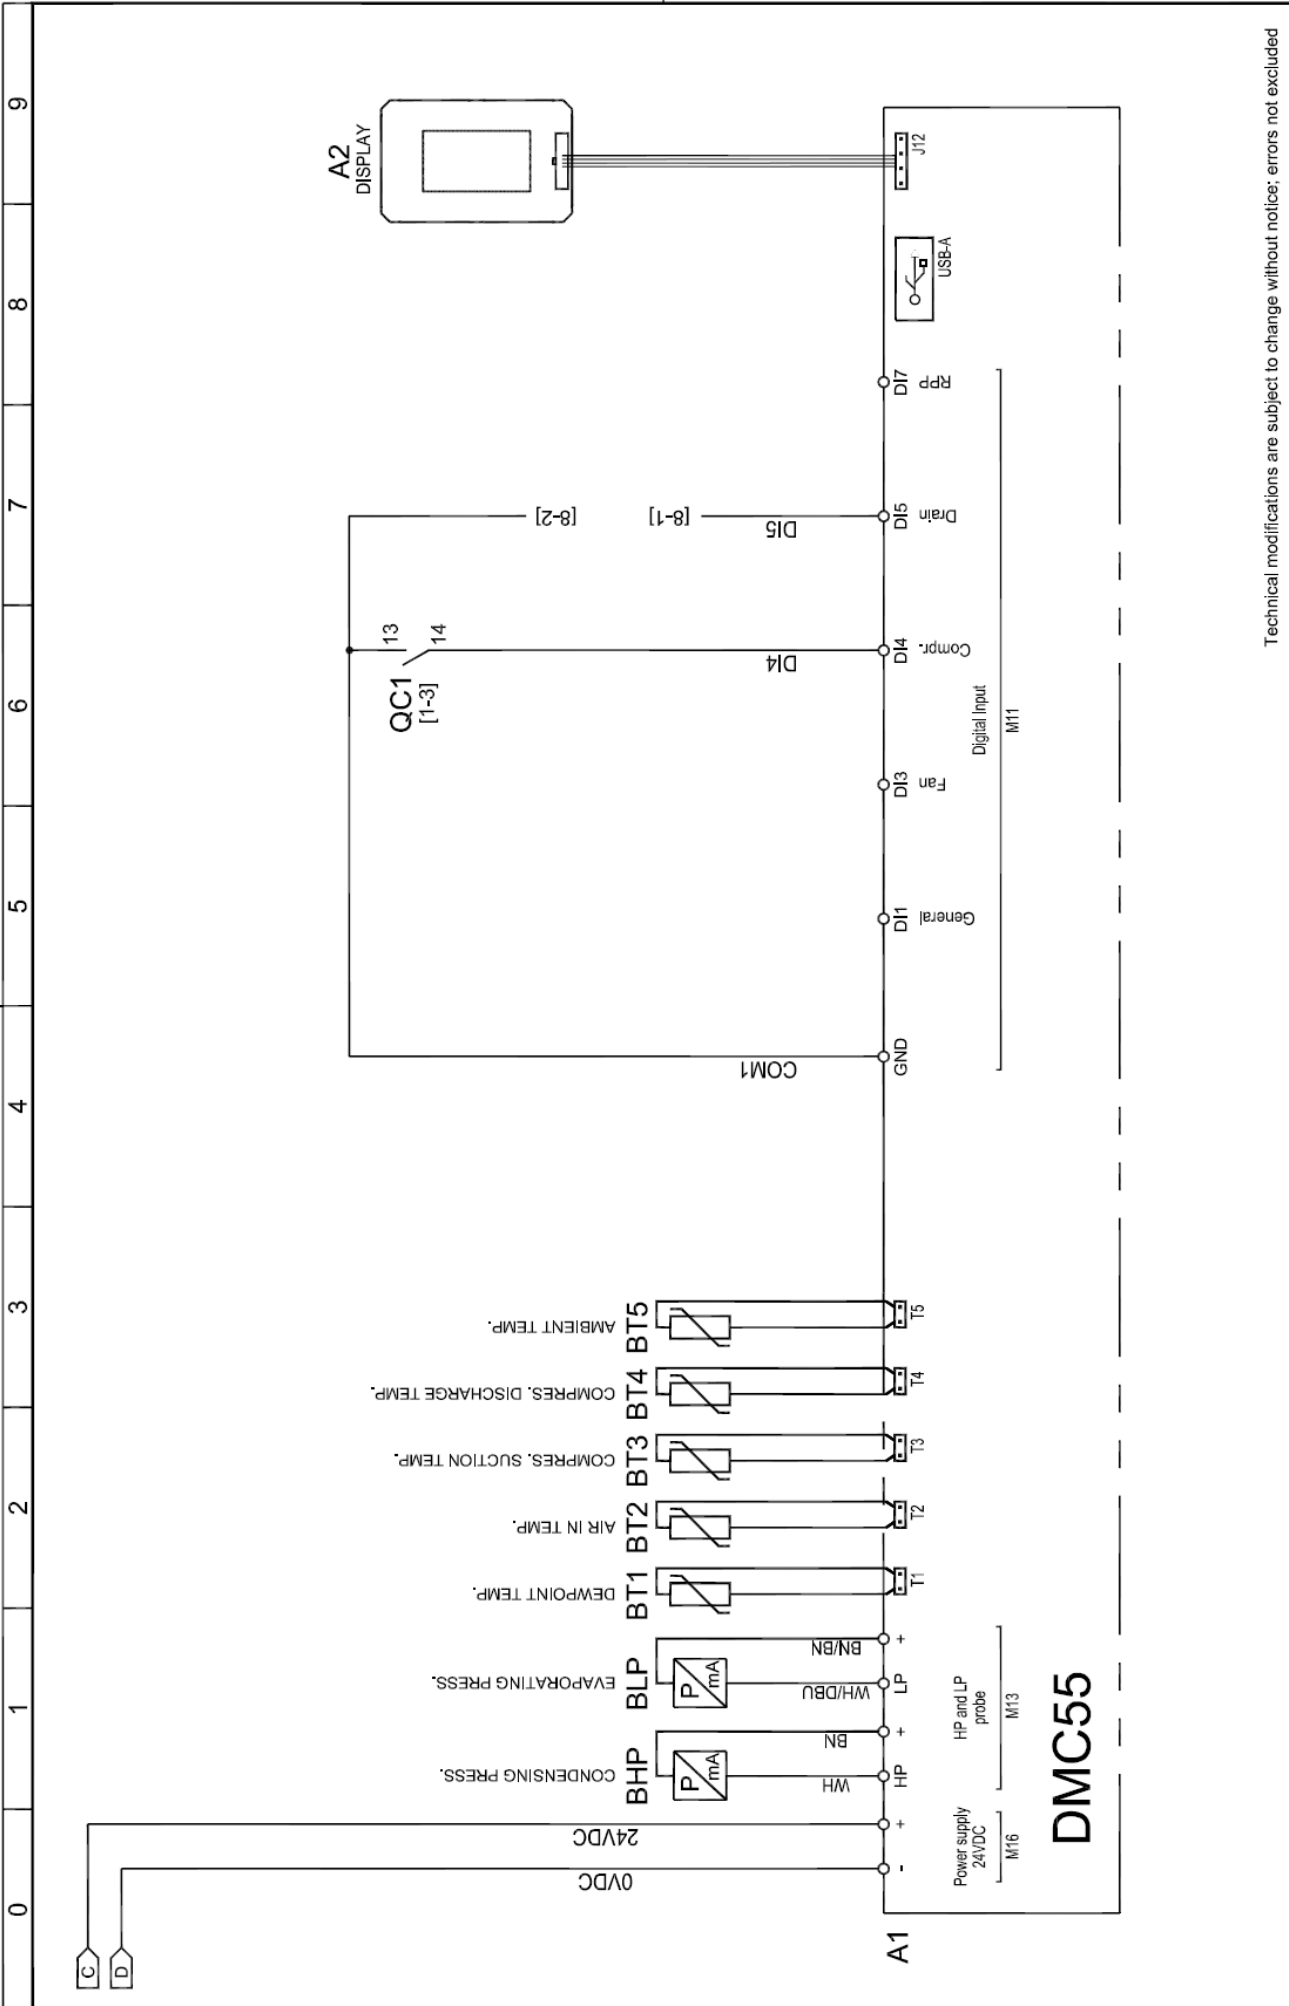 0
1
2
3
4
5
6
7
8
9
C
D
24VDC
0VDC
CONDENSING PRESS.
BHP
P
mA
WH
BN
EVAPORATING PRESS.
BLP
P
mA
WH/DBU
BN/BN
DEWPOINT TEMP.
BT1
AIR IN TEMP.
BT2
COMPRES. SUCTION TEMP.
BT3
COMPRES. DISCHARGE TEMP.
BT4
AMBIENT TEMP.
BT5
COM1
QC1
[1-3]
13
14
DI4
[8-2]
[8-1]
DI5
A2
DISPLAY
A1
-
+
HP
+
LP
+
T1
T2
T3
T4
T5
GND
DI1
General
DI3
Fan
DI4
Compr.
DI5
Drain
DI7
RPP
USB-A
J12
Power supply
24VDC
M16
HP and LP
probe
M13
Digital Input
M11
DMC55
Technical modifications are subject to change without notice; errors not excluded